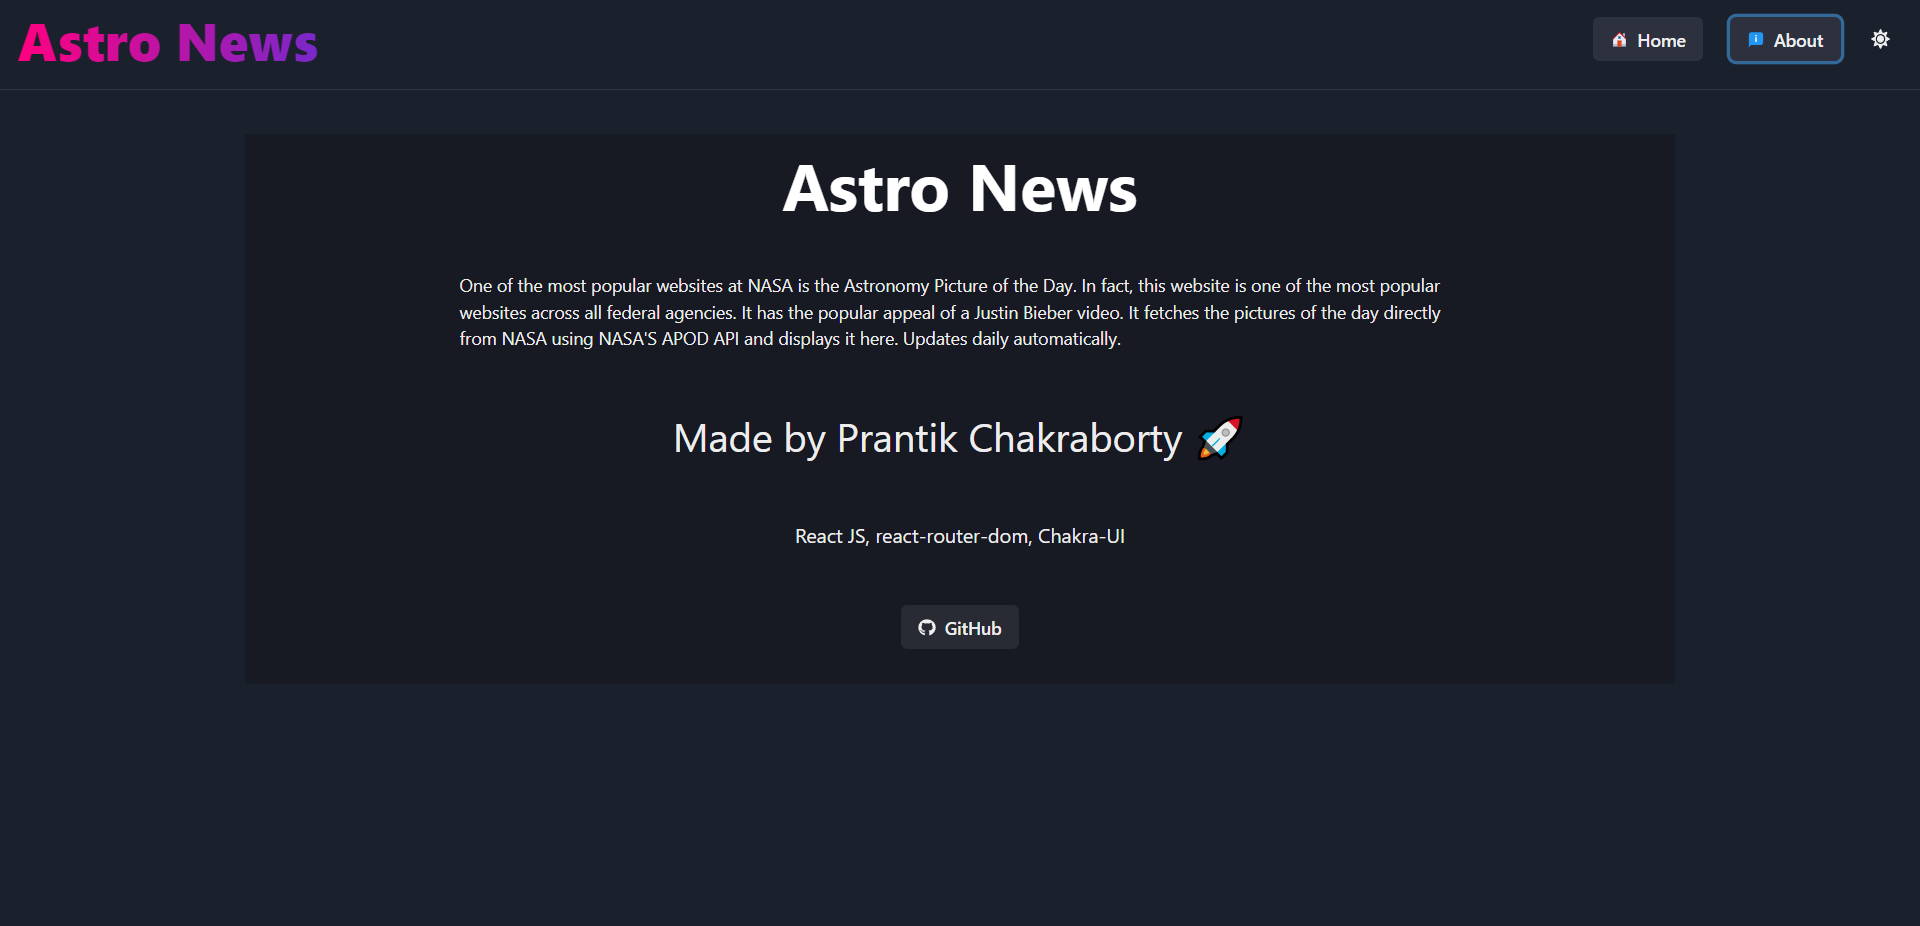 Astro News
Home
About
Astro News
One of the most popular websites at NASA is the Astronomy Picture of the Day. In fact, this website is one of the most popular
websites across all federal agencies. It has the popular appeal of a Justin Bieber video. It fetches the pictures of the day directly
from NASA using NASA'S APOD API and displays it here. Updates daily automatically.
Made by Prantik Chakraborty 🚀
React JS, react-router-dom, Chakra-UI
GitHub